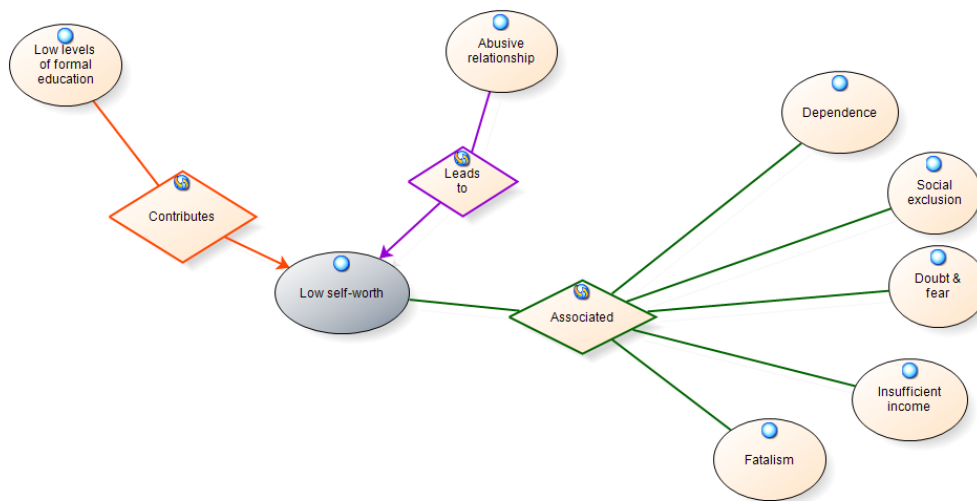 Low levels
of formal
education
Abusive
relationship
Dependence
Leads
to
Social
exclusion
Contributes
Doubt &
fear
Low self-worth
Associated
Insufficient
income
Fatalism